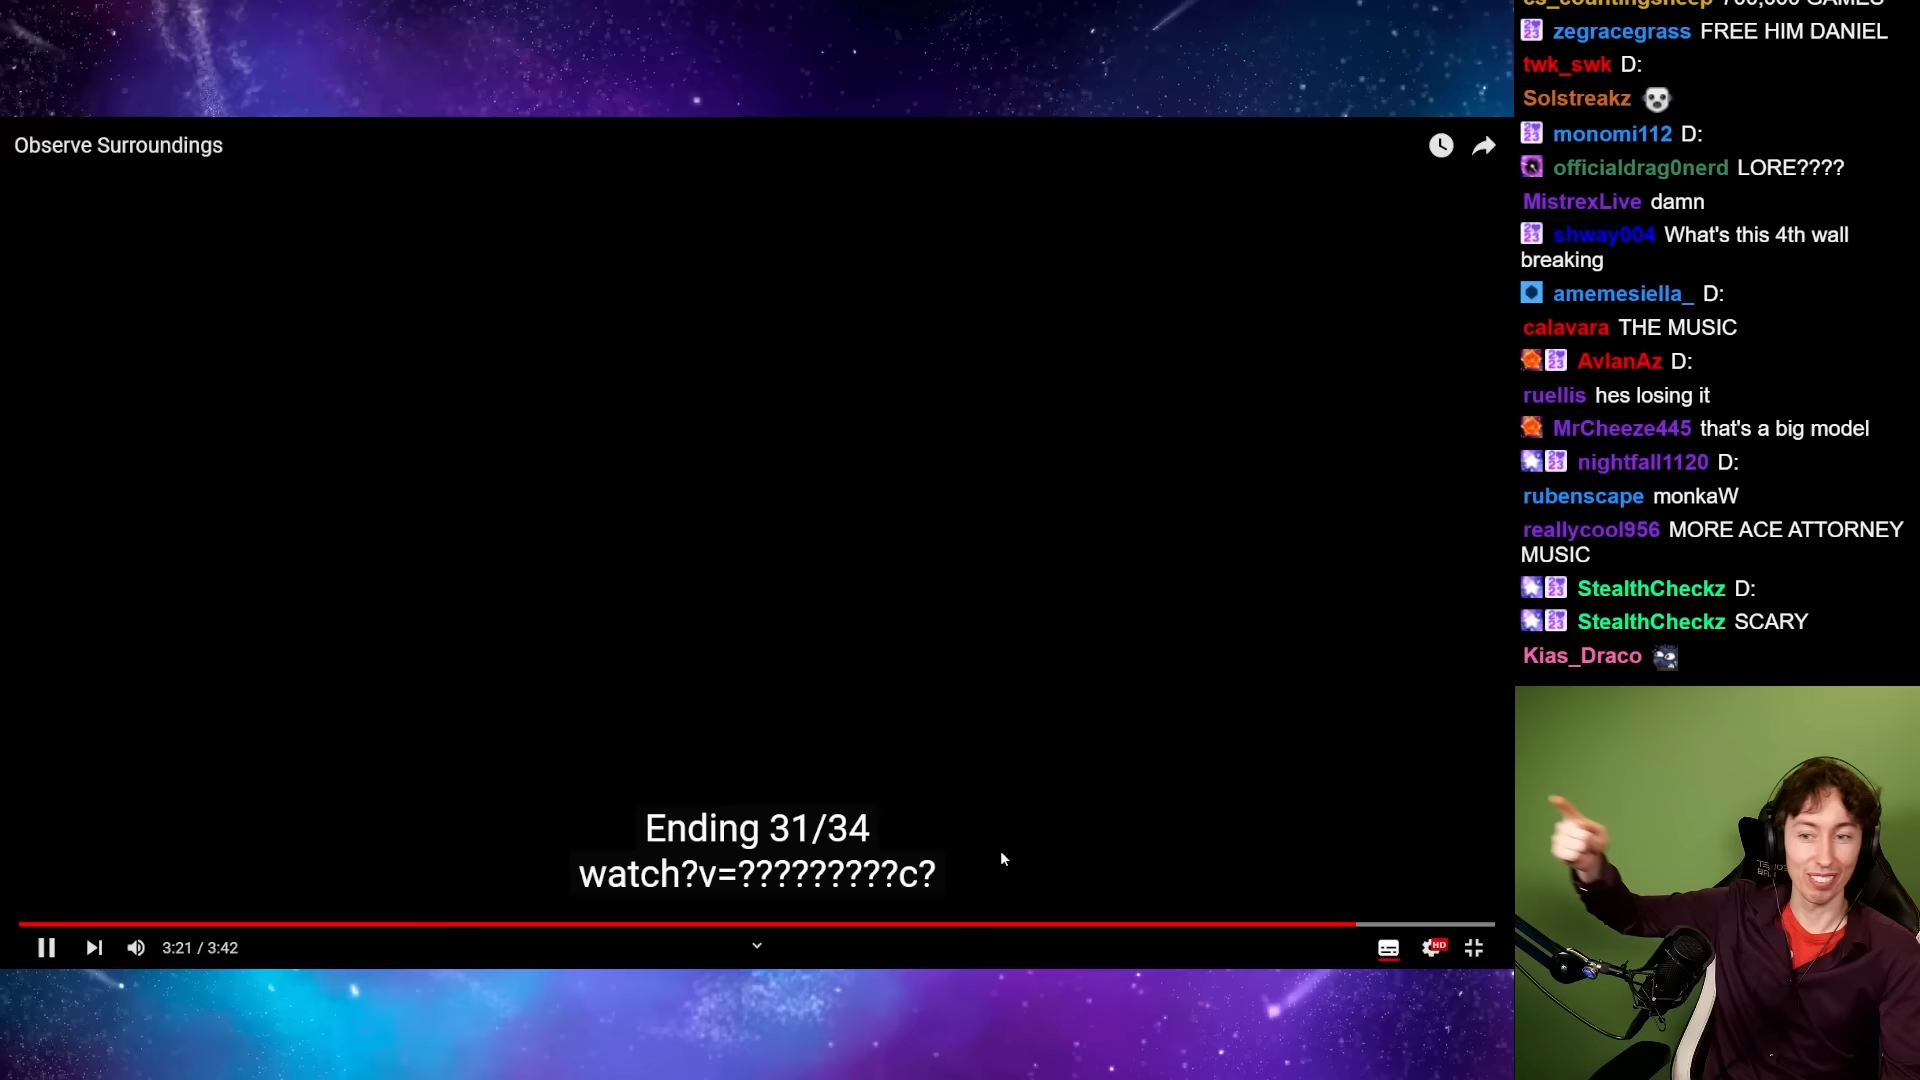 Observe Surroundings
Ending 31/34
watch?v=?????????c?
3:21 / 3:42
HD
zegracegrass FREE HIM DANIEL
twk_swk D:
Solstreakz
monomi112 D:
officialdrag0nerd LORE????
MistrexLive damn
shway004 What's this 4th wall
breaking
amemesiella_ D:
calavara THE MUSIC
AvlanAz D:
ruellis hes losing it
MrCheeze445 that's a big model
nightfall1120 D:
rubenscape monkaW
reallycool956 MORE ACE ATTORNEY
MUSIC
StealthCheckz D:
StealthCheckz SCARY
Kias_Draco